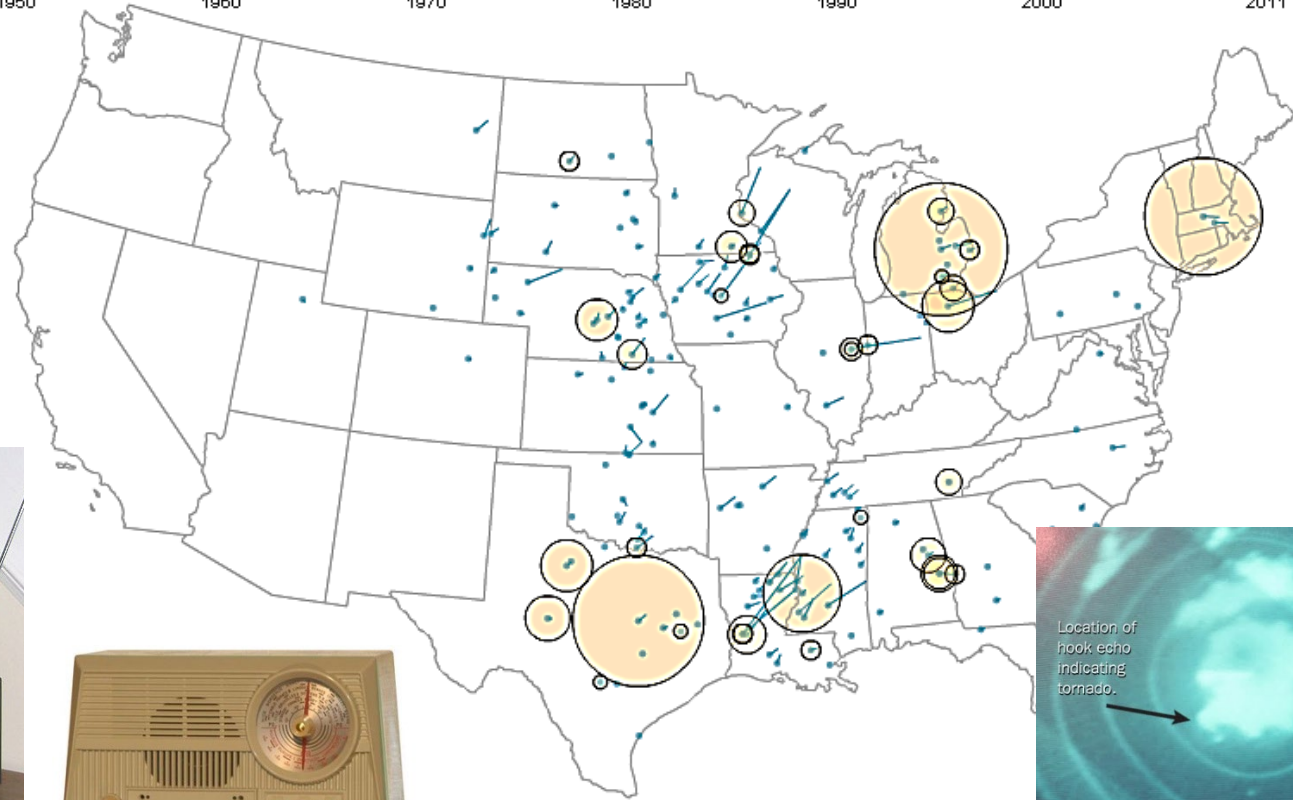 1950 1960 1970 1980 1990 2000 2011
Location of
hook echo
indicating
tornado.